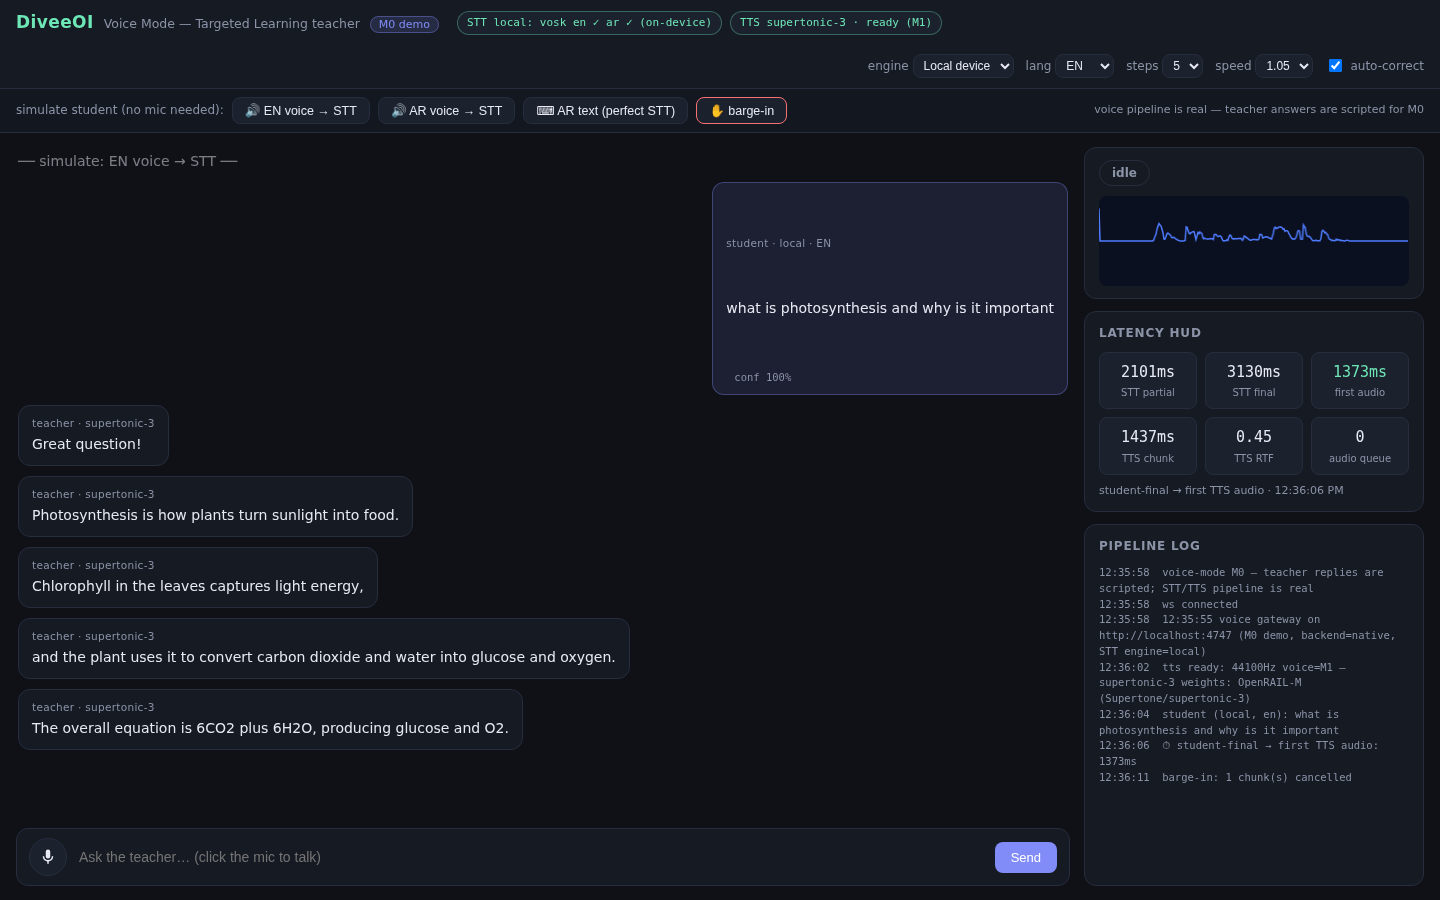 DiveeOI Voice Mode — Targeted Learning teacher M0 demo STT local: vosk en ✓ ar ✓ (on-device) TTS supertonic-3 · ready (M1)
engine Local device lang EN steps 5 speed 1.05 auto-correct
simulate student (no mic needed): 🔊 EN voice → STT 🔊 AR voice → STT ⌨ AR text (perfect STT) ✋ barge-in voice pipeline is real — teacher answers are scripted for M0
── simulate: EN voice → STT ──
student · local · EN
what is photosynthesis and why is it important
conf 100%
teacher · supertonic-3
Great question!
teacher · supertonic-3
Photosynthesis is how plants turn sunlight into food.
teacher · supertonic-3
Chlorophyll in the leaves captures light energy,
teacher · supertonic-3
and the plant uses it to convert carbon dioxide and water into glucose and oxygen.
teacher · supertonic-3
The overall equation is 6CO2 plus 6H2O, producing glucose and O2.
Ask the teacher… (click the mic to talk) Send
idle
LATENCY HUD
2101ms 3130ms 1373ms
STT partial STT final first audio
1437ms 0.45 0
TTS chunk TTS RTF audio queue
student-final → first TTS audio · 12:36:06 PM
PIPELINE LOG
12:35:58 voice-mode M0 — teacher replies are
scripted; STT/TTS pipeline is real
12:35:58 ws connected
12:35:58 12:35:55 voice gateway on
http://localhost:4747 (M0 demo, backend=native,
STT engine=local)
12:36:02 tts ready: 44100Hz voice=M1 —
supertonic-3 weights: OpenRAIL-M
(Supertone/supertonic-3)
12:36:04 student (local, en): what is
photosynthesis and why is it important
12:36:06 ⏱ student-final → first TTS audio:
1373ms
12:36:11 barge-in: 1 chunk(s) cancelled